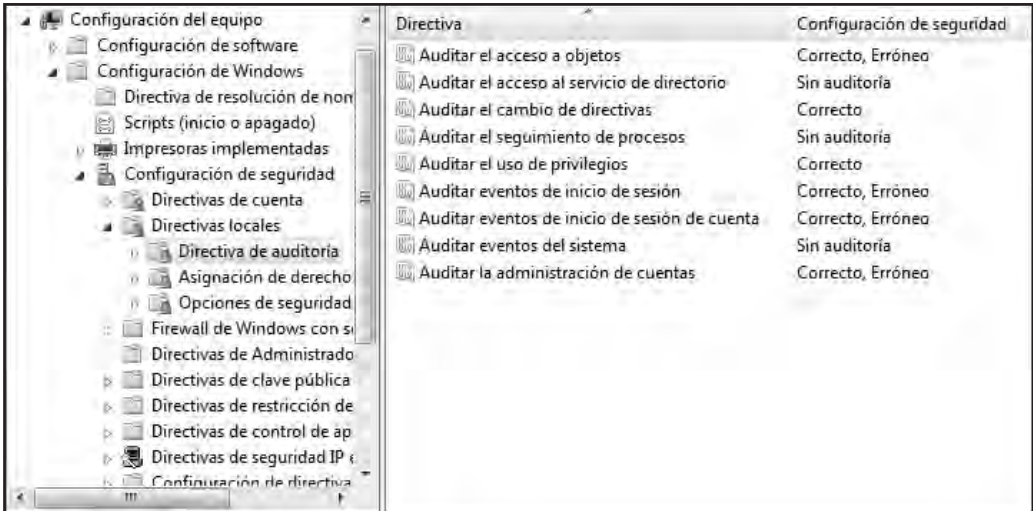 Configuración del equipo
Configuración de software
Configuración de Windows
Directiva de resolución de nom
Scripts (inicio o apagado)
Impresoras implementadas
Configuración de seguridad
Directivas de cuenta
Directivas locales
Directiva de auditoría
Asignación de derecho
Opciones de seguridad
Firewall de Windows con se
Directivas de Administrado
Directivas de clave pública
Directivas de restricción de
Directivas de control de ap
Directivas de seguridad IP e
Configuración de directiva
Directiva Configuración de seguridad
Auditar el acceso a objetos Correcto, Erróneo
Auditar el acceso al servicio de directorio Sin auditoría
Auditar el cambio de directivas Correcto
Auditar el seguimiento de procesos Sin auditoría
Auditar el uso de privilegios Correcto
Auditar eventos de inicio de sesión Correcto, Erróneo
Auditar eventos de inicio de sesión de cuenta Correcto, Erróneo
Auditar eventos del sistema Sin auditoría
Auditar la administración de cuentas Correcto, Erróneo